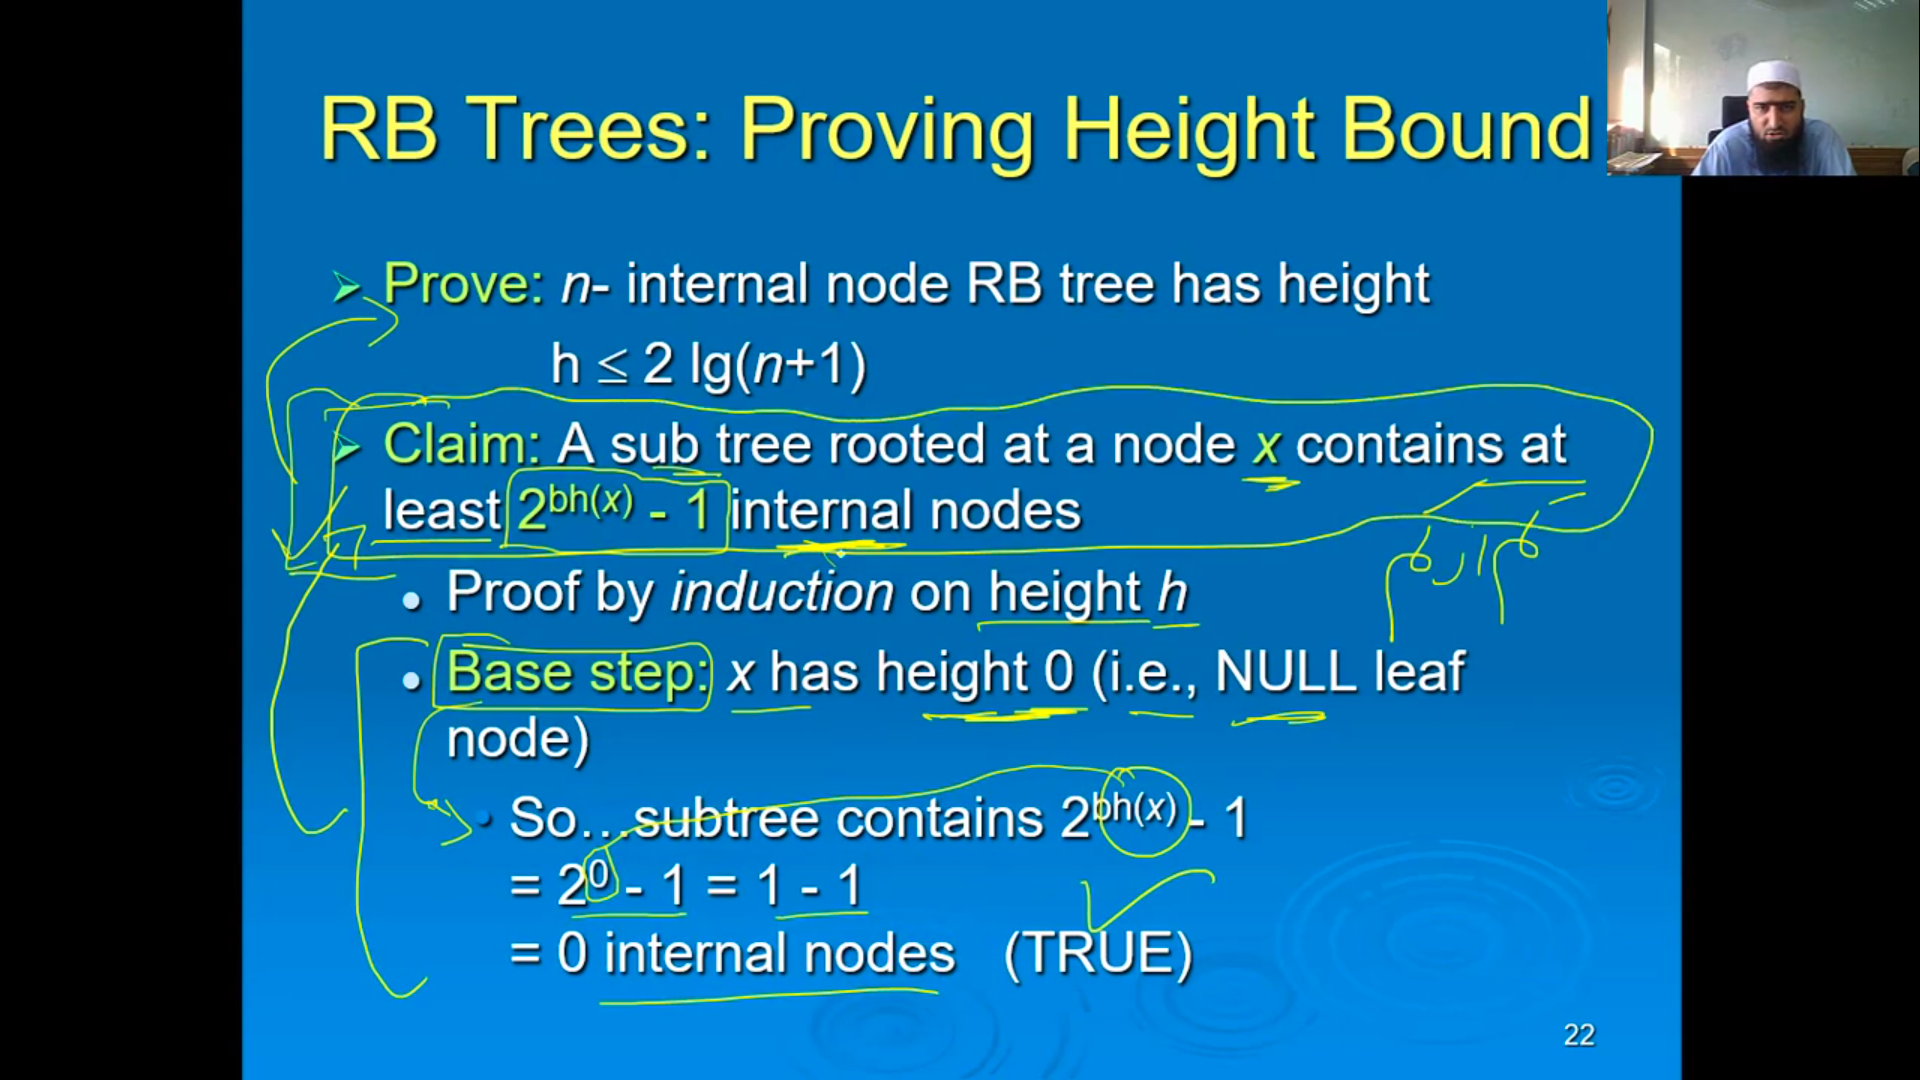 RB Trees: Proving Height Bound
Prove: n- internal node RB tree has height
h ≤ 2 lg(n+1)
Claim: A sub tree rooted at a node x contains at
least 2^bh(x) - 1 internal nodes
Proof by induction on height h
Base step: x has height 0 (i.e., NULL leaf
node)
So…subtree contains 2^bh(x) - 1
= 2^0 - 1 = 1 - 1
= 0 internal nodes (TRUE)
22